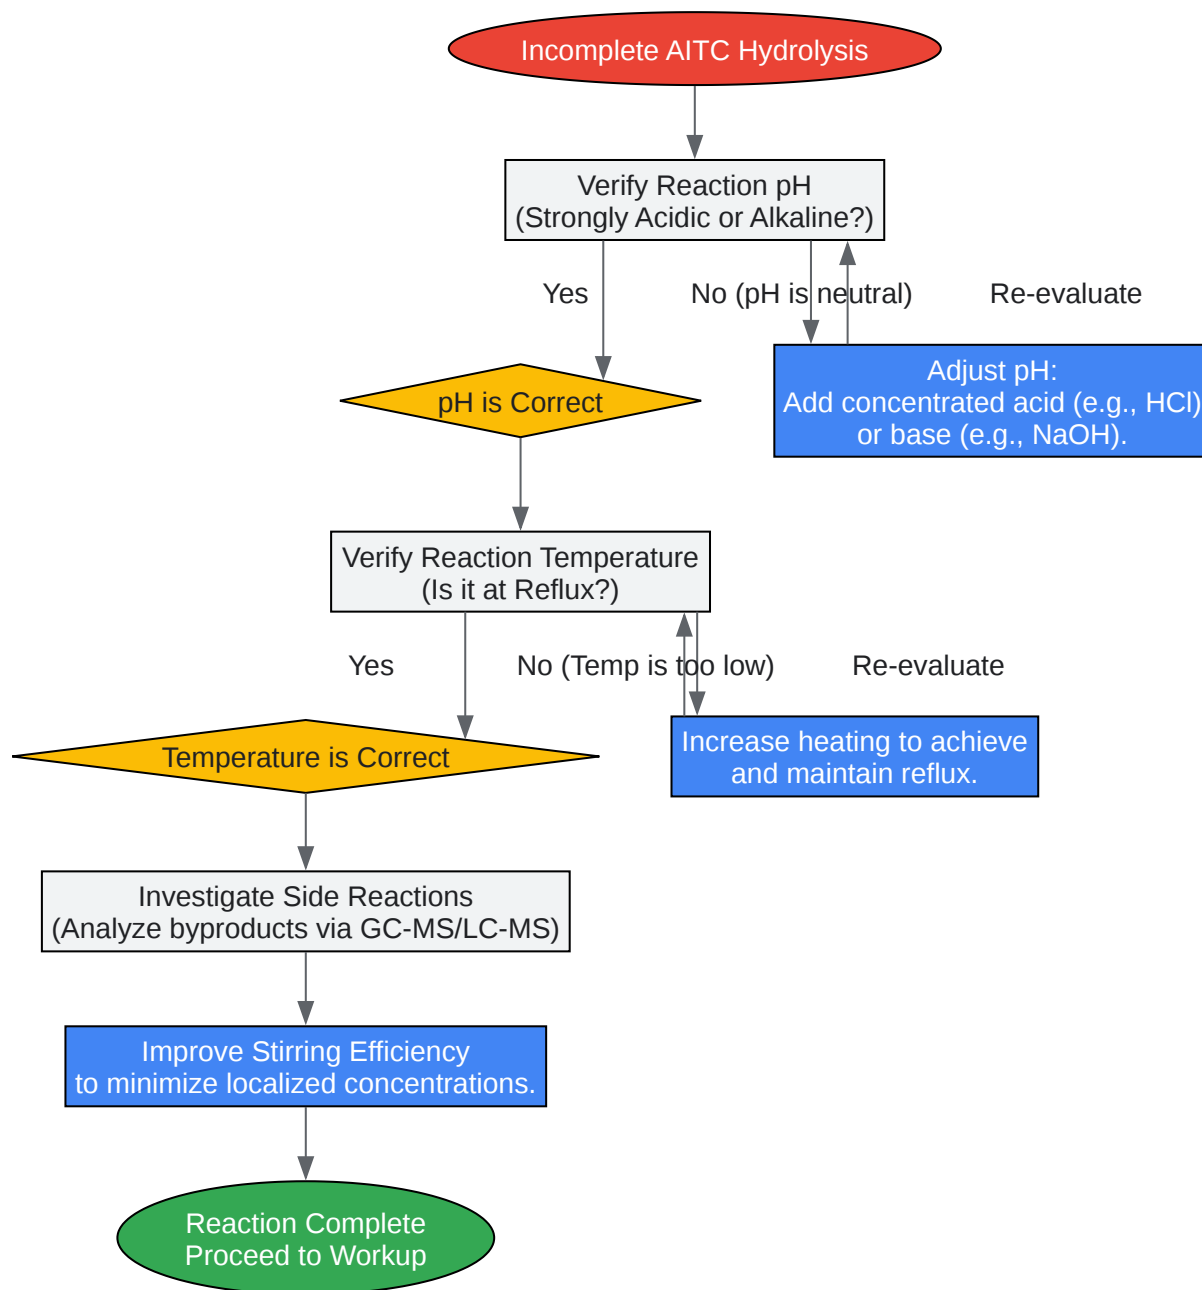 Incomplete AITC Hydrolysis
Verify Reaction pH
(Strongly Acidic or Alkaline?)
Yes
No (pH is neutral)
Re-evaluate
Adjust pH:
Add concentrated acid (e.g., HCl)
or base (e.g., NaOH).
pH is Correct
Verify Reaction Temperature
(Is it at Reflux?)
Yes
No (Temp is too low)
Re-evaluate
Increase heating to achieve
and maintain reflux.
Temperature is Correct
Investigate Side Reactions
(Analyze byproducts via GC-MS/LC-MS)
Improve Stirring Efficiency
to minimize localized concentrations.
Reaction Complete
Proceed to Workup